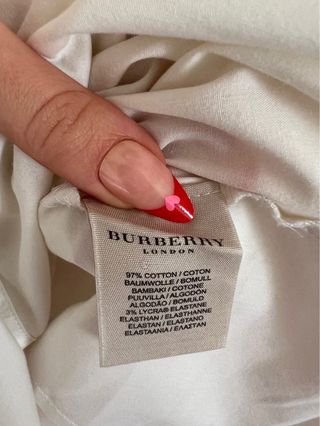 BURBERRY
LONDON
97% COTTON / COTON
BAUMWOLLE / BOMULL
BAMBAKI / COTONE
PUUVILLA / ALGODÓN
ALGODÃO / BOMULD
3% LYCRA® ELASTANE
ELASTHAN / ELASTHANNE
ELASTAN / ELASTANO
ELASTAANIA / ΕΛΑΣΤΑΝ